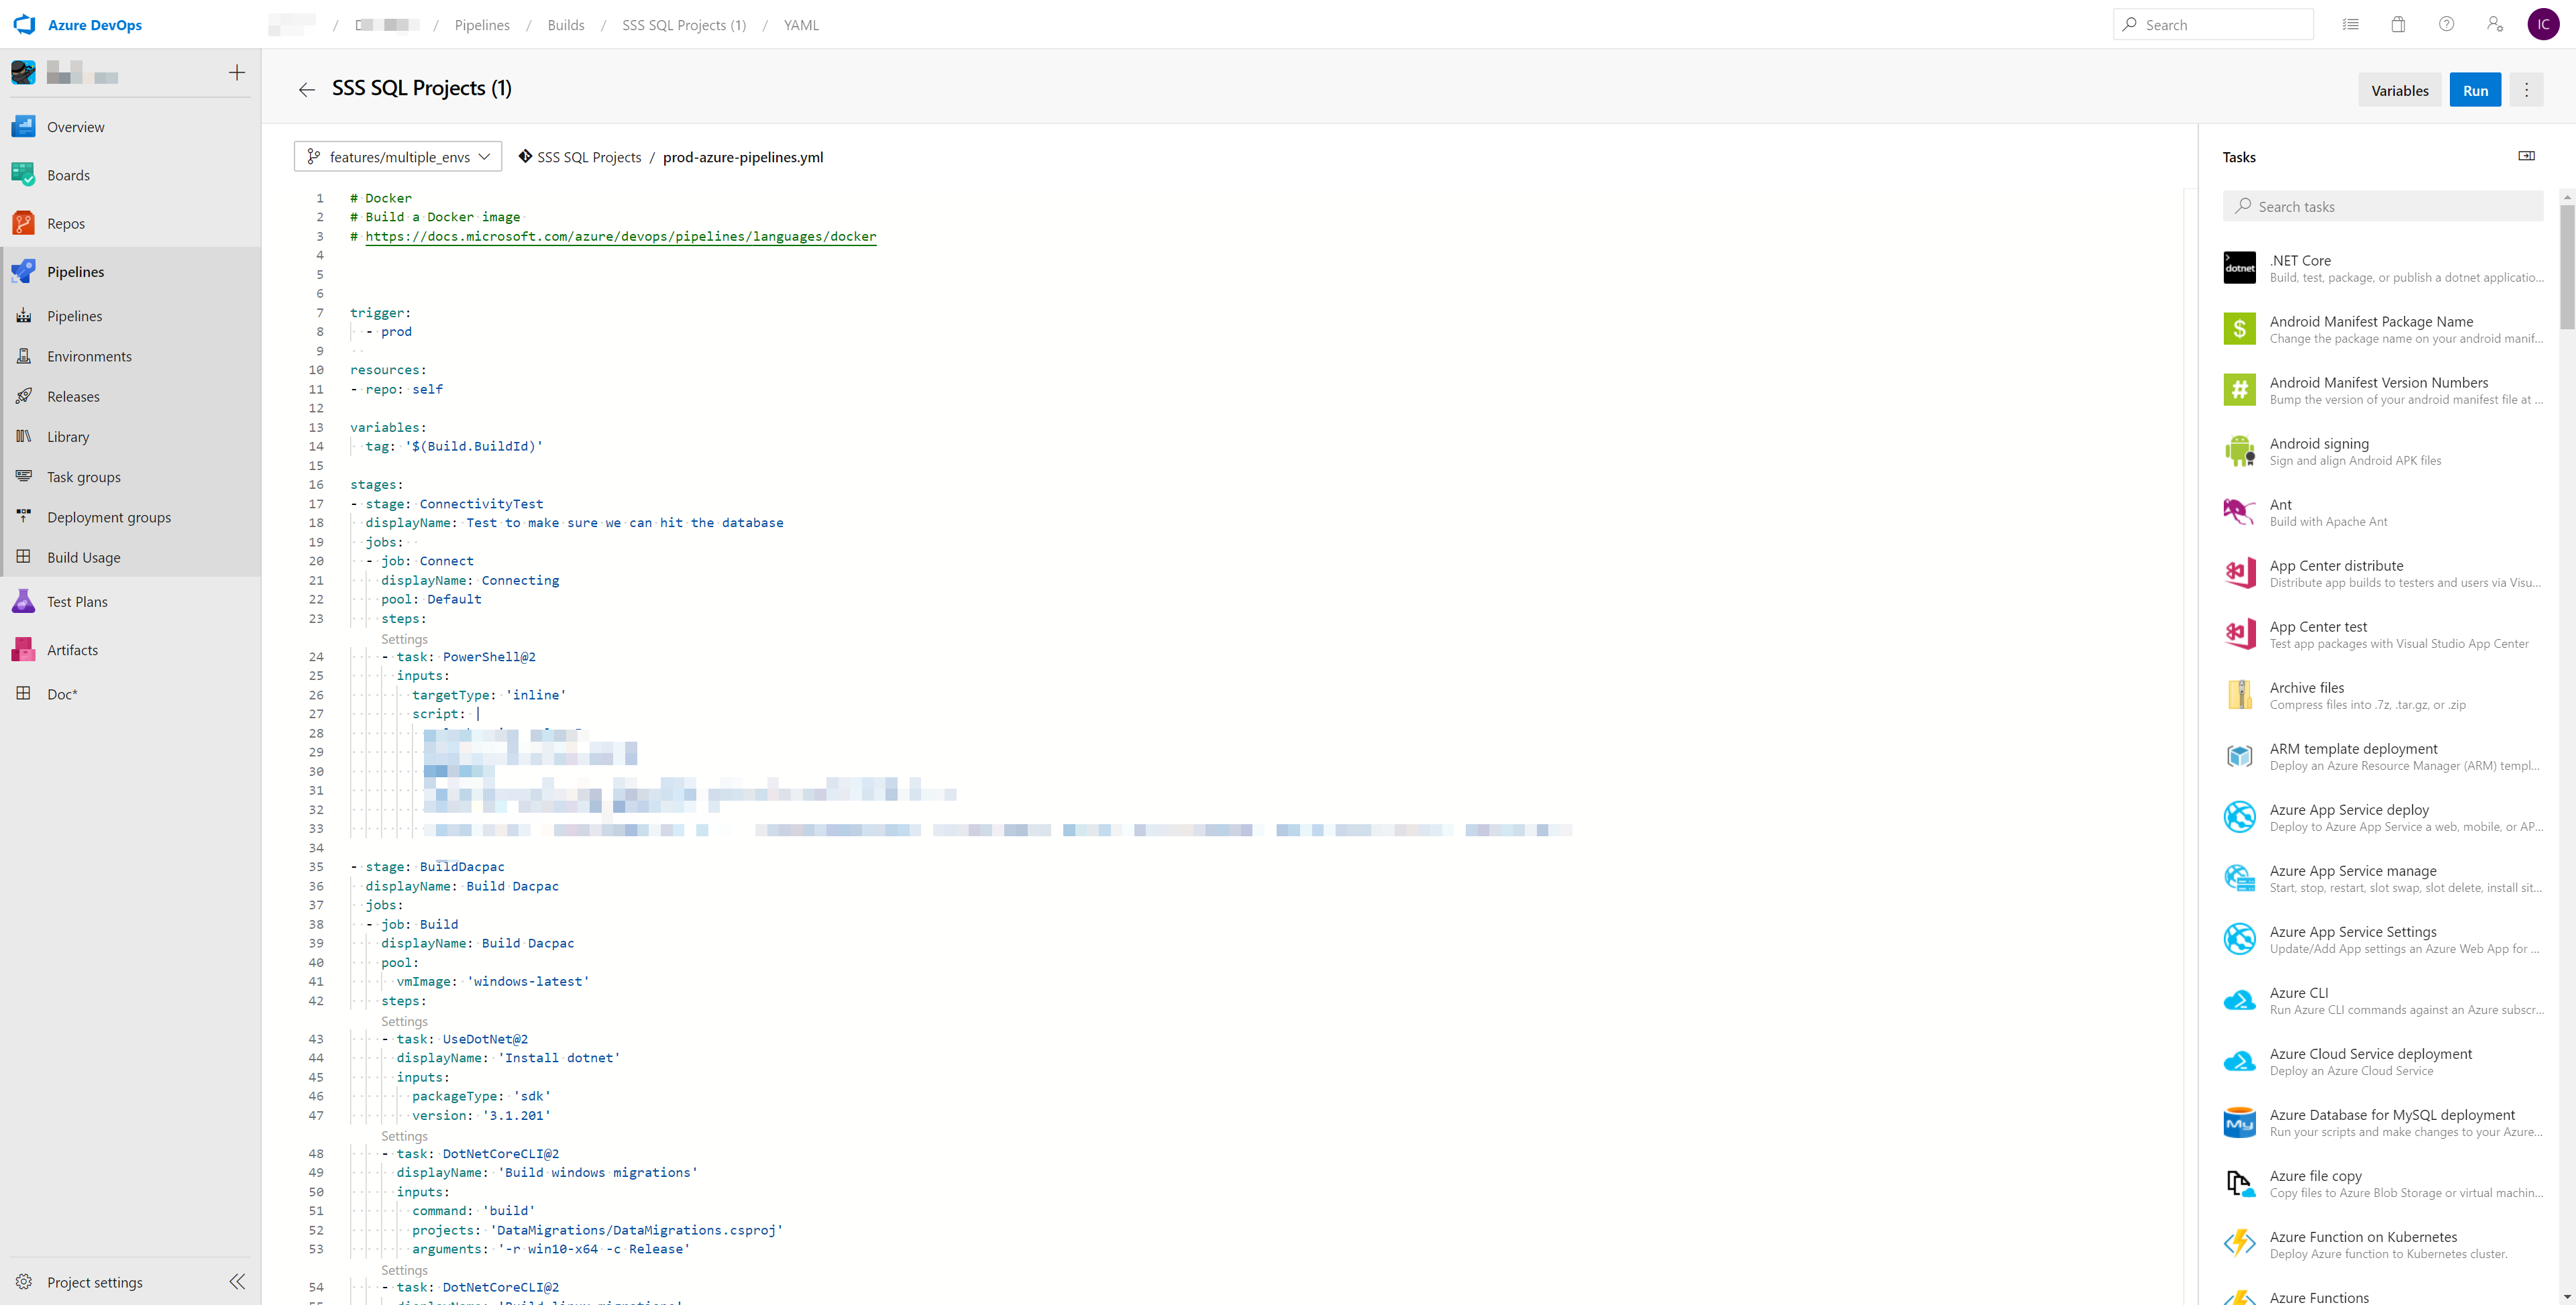 Azure DevOps
/ / Pipelines / Builds / SSS SQL Projects (1) / YAML
Search
IC
Overview
Boards
Repos
Pipelines
Pipelines
Environments
Releases
Library
Task groups
Deployment groups
Build Usage
Test Plans
Artifacts
Doc*
Project settings
SSS SQL Projects (1)
Variables
Run
features/multiple_envs
SSS SQL Projects / prod-azure-pipelines.yml
1 # Docker
2 # Build a Docker image
3 # https://docs.microsoft.com/azure/devops/pipelines/languages/docker
4
5
6
7 trigger:
8 - prod
9
10 resources:
11 - repo: self
12
13 variables:
14 tag: '$(Build.BuildId)'
15
16 stages:
17 - stage: ConnectivityTest
18 displayName: Test to make sure we can hit the database
19 jobs:
20 - job: Connect
21 displayName: Connecting
22 pool: Default
23 steps:
Settings
24 - task: PowerShell@2
25 inputs:
26 targetType: 'inline'
27 script: |
28
29
30
31
32
33
34
35 - stage: BuildDacpac
36 displayName: Build Dacpac
37 jobs:
38 - job: Build
39 displayName: Build Dacpac
40 pool:
41 vmImage: 'windows-latest'
42 steps:
Settings
43 - task: UseDotNet@2
44 displayName: 'Install dotnet'
45 inputs:
46 packageType: 'sdk'
47 version: '3.1.201'
Settings
48 - task: DotNetCoreCLI@2
49 displayName: 'Build windows migrations'
50 inputs:
51 command: 'build'
52 projects: 'DataMigrations/DataMigrations.csproj'
53 arguments: '-r win10-x64 -c Release'
Settings
54 - task: DotNetCoreCLI@2
Tasks
Search tasks
dotnet
.NET Core
Build, test, package, or publish a dotnet applicatio...
Android Manifest Package Name
Change the package name on your android manif...
Android Manifest Version Numbers
Bump the version of your android manifest file at ...
Android signing
Sign and align Android APK files
Ant
Build with Apache Ant
App Center distribute
Distribute app builds to testers and users via Visu...
App Center test
Test app packages with Visual Studio App Center
Archive files
Compress files into .7z, .tar.gz, or .zip
ARM template deployment
Deploy an Azure Resource Manager (ARM) templ...
Azure App Service deploy
Deploy to Azure App Service a web, mobile, or AP...
Azure App Service manage
Start, stop, restart, slot swap, slot delete, install sit...
Azure App Service Settings
Update/Add App settings an Azure Web App for ...
Azure CLI
Run Azure CLI commands against an Azure subscr...
Azure Cloud Service deployment
Deploy an Azure Cloud Service
My
Azure Database for MySQL deployment
Run your scripts and make changes to your Azure...
Azure file copy
Copy files to Azure Blob Storage or virtual machin...
Azure Function on Kubernetes
Deploy Azure function to Kubernetes cluster.
Azure Functions